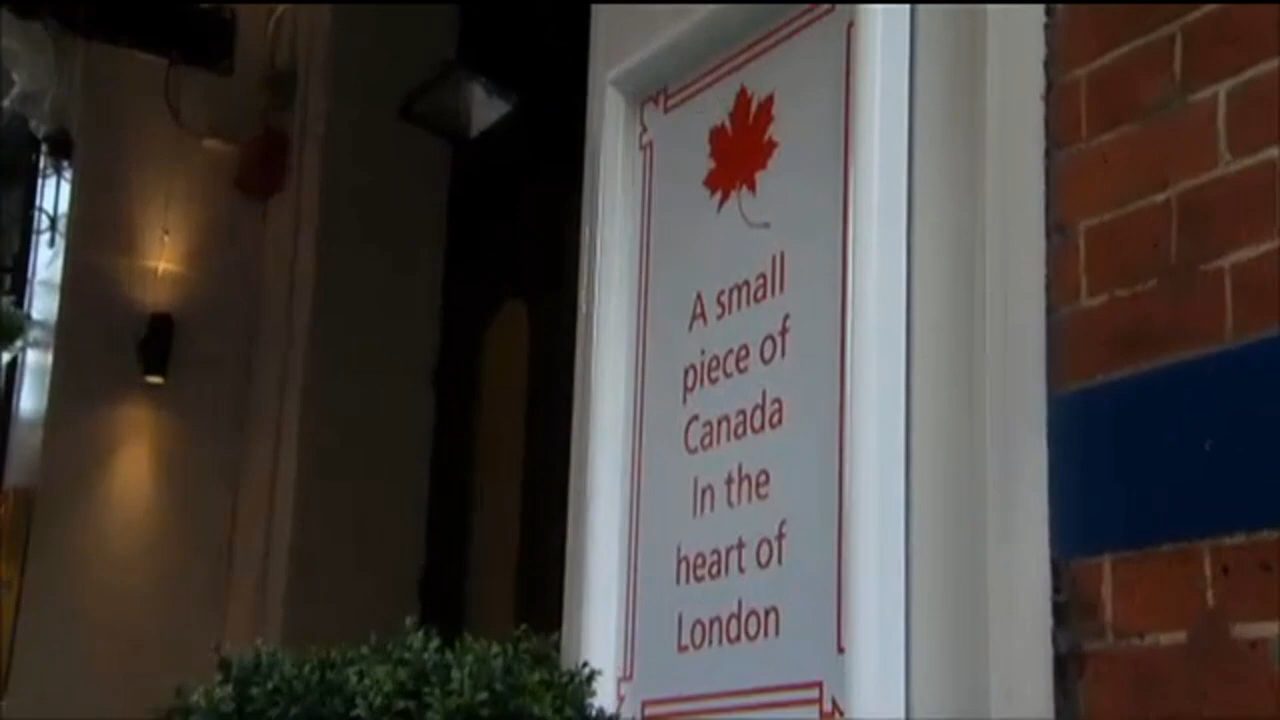 A small
piece of
Canada
In the
heart of
London